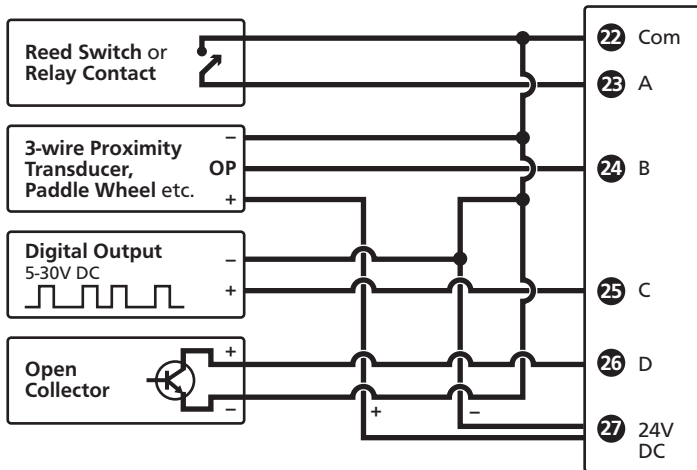 Reed Switch or
Relay Contact
22 Com
23 A
3-wire Proximity
Transducer,
Paddle Wheel etc.
–
OP
+
24 B
Digital Output
5-30V DC
–
+
25 C
Open
Collector
+
–
26 D
+
–
27 24V
DC